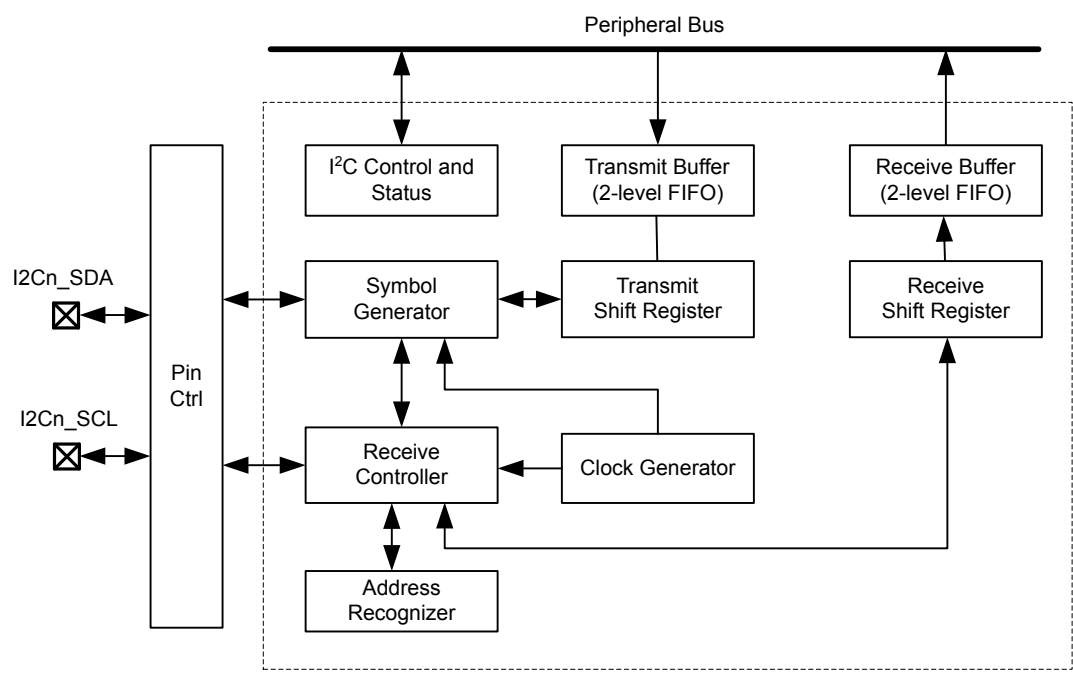 Peripheral Bus
I²C Control and
Status
Transmit Buffer
(2-level FIFO)
Receive Buffer
(2-level FIFO)
I2Cn_SDA
Symbol
Generator
Transmit
Shift Register
Receive
Shift Register
Pin
Ctrl
I2Cn_SCL
Receive
Controller
Clock Generator
Address
Recognizer